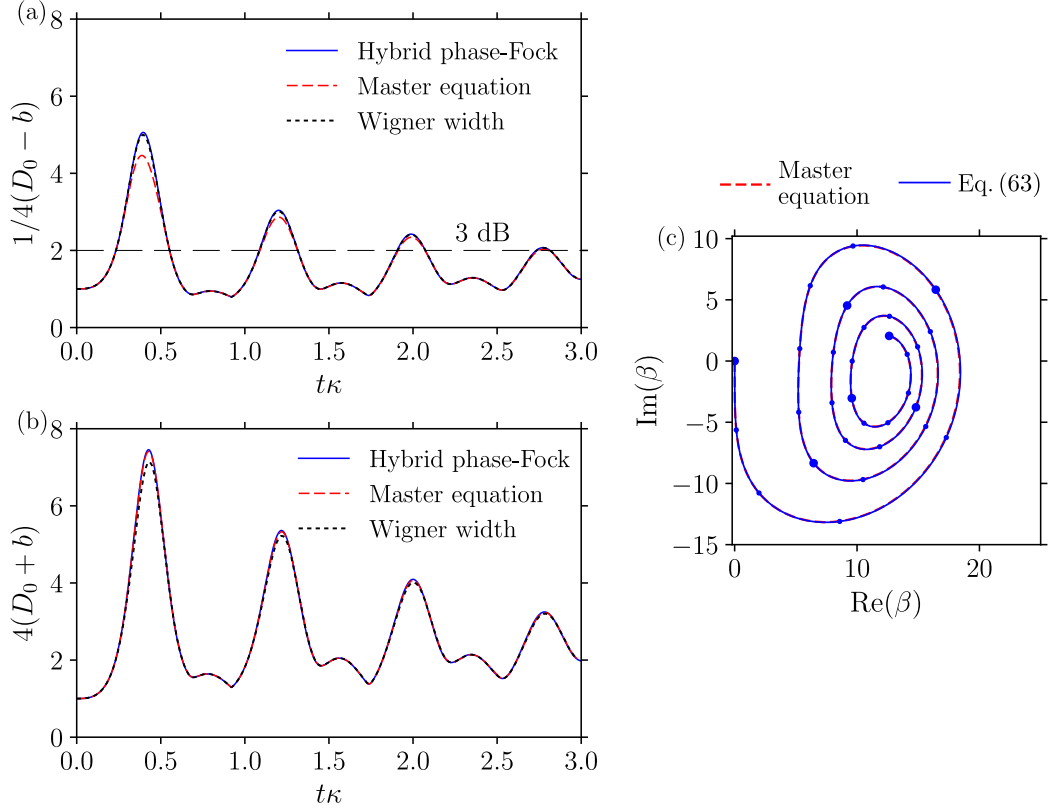 (a)
8
6
4
2
0
1/4(D₀ − b)
Hybrid phase-Fock
Master equation
Wigner width
3 dB
0.0 0.5 1.0 1.5 2.0 2.5 3.0
tκ
(b)
8
6
4
2
0
4(D₀ + b)
Hybrid phase-Fock
Master equation
Wigner width
0.0 0.5 1.0 1.5 2.0 2.5 3.0
tκ
Master
equation
Eq. (63)
(c)
10
5
0
−5
−10
−15
Im(β)
0 10 20
Re(β)